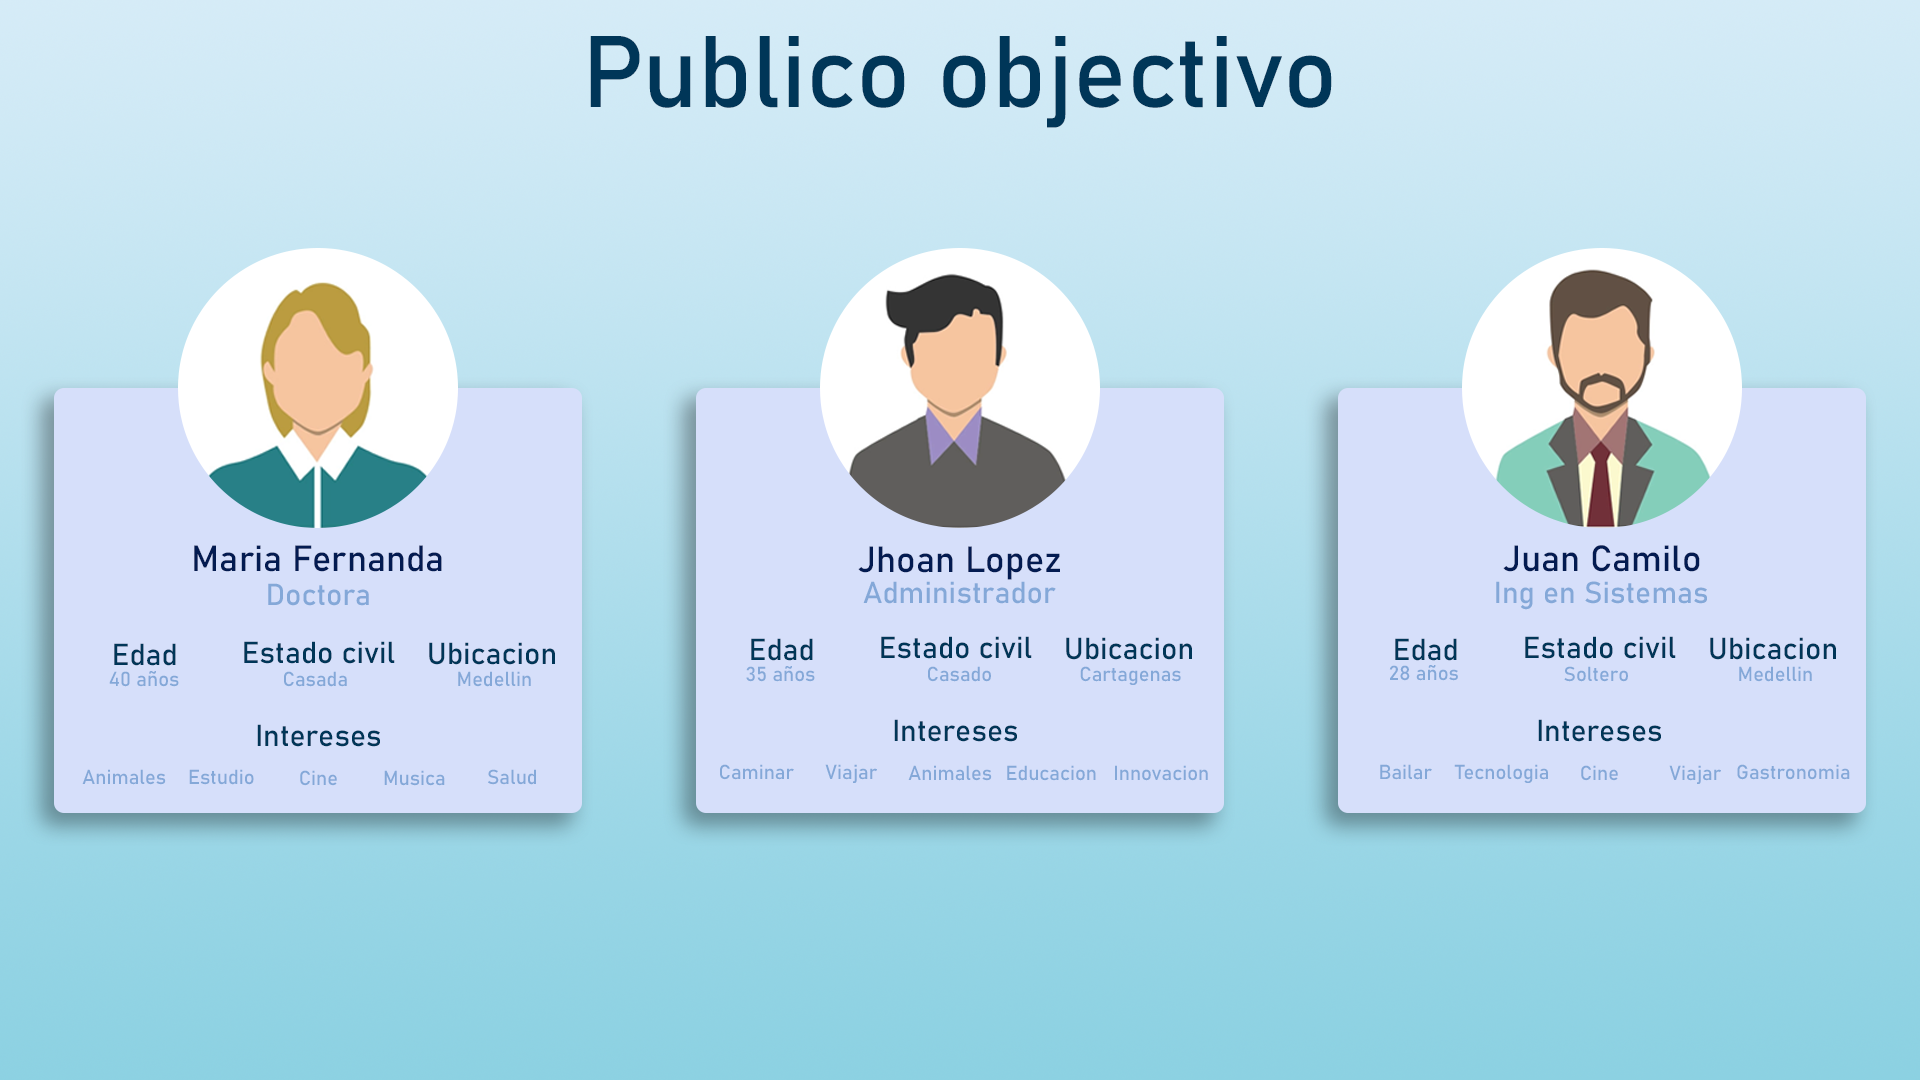 Publico objectivo
Maria Fernanda
Doctora
Edad Estado civil Ubicacion
40 años Casada Medellin
Intereses
Animales Estudio Cine Musica Salud
Jhoan Lopez
Administrador
Edad Estado civil Ubicacion
35 años Casado Cartagenas
Intereses
Caminar Viajar Animales Educacion Innovacion
Juan Camilo
Ing en Sistemas
Edad Estado civil Ubicacion
28 años Soltero Medellin
Intereses
Bailar Tecnologia Cine Viajar Gastronomia